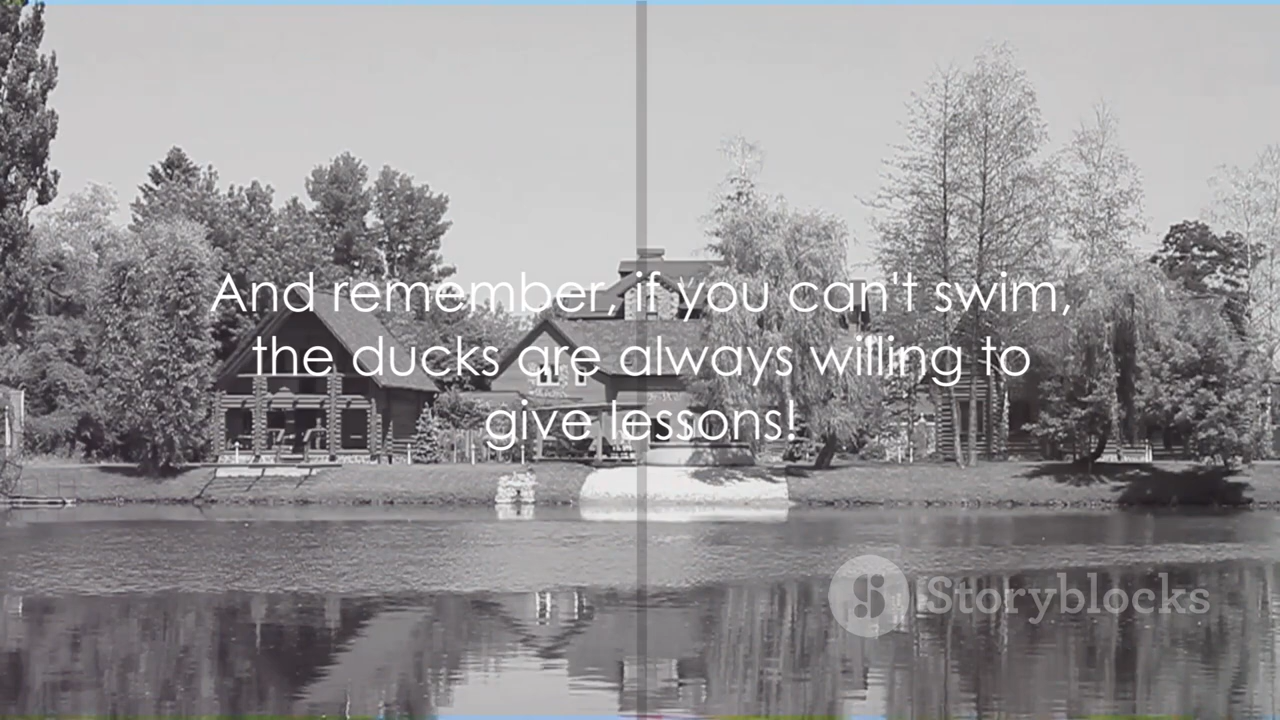 And remember, if you can't swim,
the ducks are always willing to
give lessons!
Storyblocks